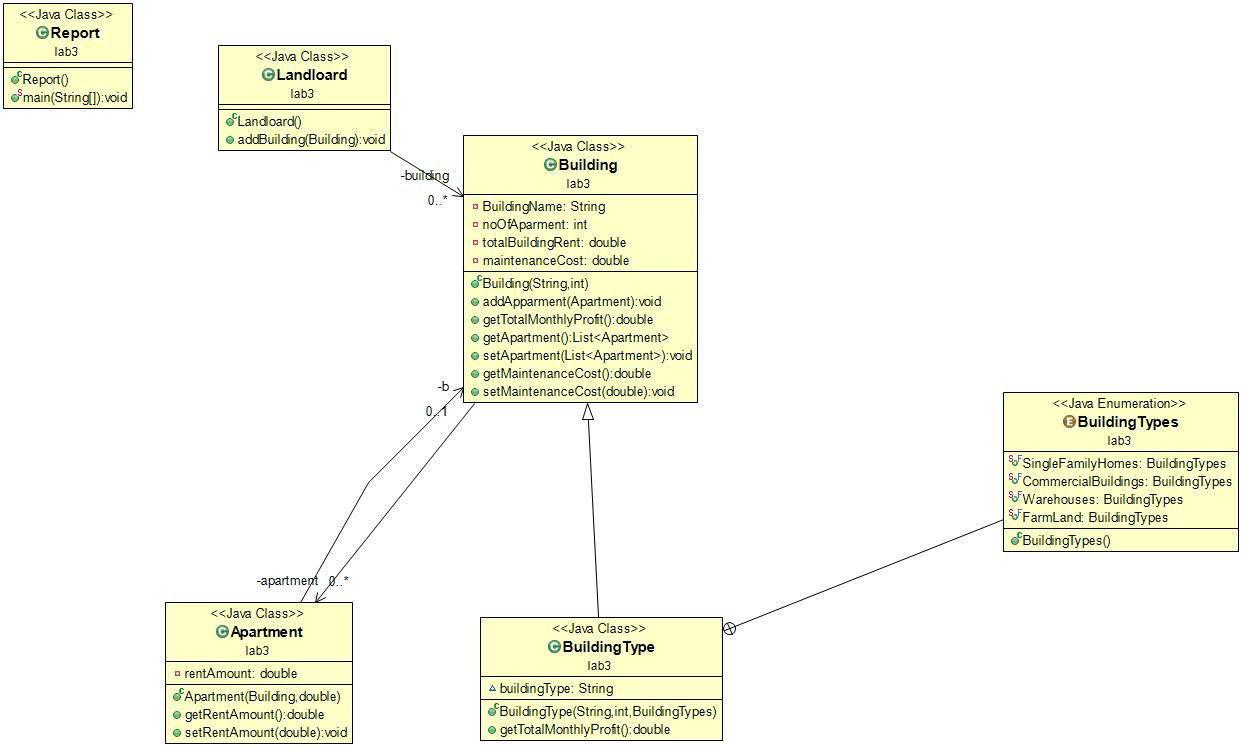 <<Java Class>>
Report
lab3
Report()
main(String[]):void
<<Java Class>>
Landloard
lab3
Landloard()
addBuilding(Building):void
-building
0..*
<<Java Class>>
Building
lab3
BuildingName: String
noOfAparment: int
totalBuildingRent: double
maintenanceCost: double
Building(String,int)
addApparment(Apartment):void
getTotalMonthlyProfit():double
getApartment():List<Apartment>
setApartment(List<Apartment>):void
getMaintenanceCost():double
setMaintenanceCost(double):void
-b
0..1
<<Java Enumeration>>
BuildingTypes
lab3
SingleFamilyHomes: BuildingTypes
CommercialBuildings: BuildingTypes
Warehouses: BuildingTypes
FarmLand: BuildingTypes
BuildingTypes()
-apartment 0..*
<<Java Class>>
Apartment
lab3
rentAmount: double
Apartment(Building,double)
getRentAmount():double
setRentAmount(double):void
<<Java Class>>
BuildingType
lab3
buildingType: String
BuildingType(String,int,BuildingTypes)
getTotalMonthlyProfit():double